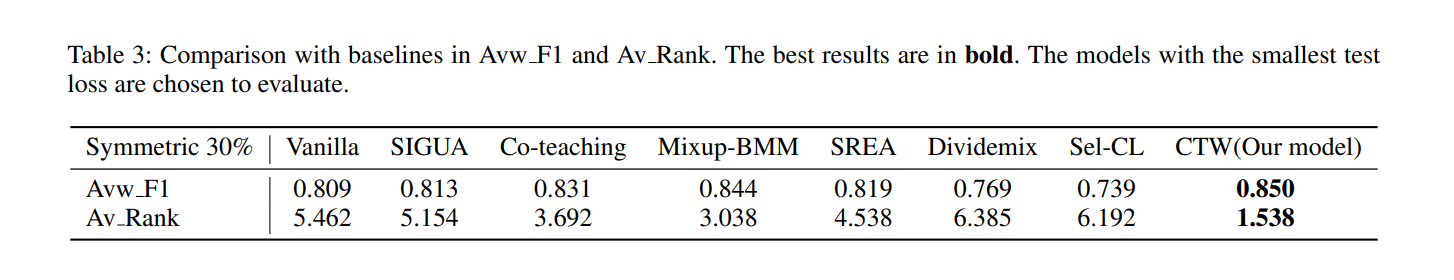 Table 3: Comparison with baselines in Avw_F1 and Av_Rank. The best results are in bold. The models with the smallest test
loss are chosen to evaluate.
Symmetric 30% Vanilla SIGUA Co-teaching Mixup-BMM SREA Dividemix Sel-CL CTW(Our model)
Avw_F1 0.809 0.813 0.831 0.844 0.819 0.769 0.739 0.850
Av_Rank 5.462 5.154 3.692 3.038 4.538 6.385 6.192 1.538